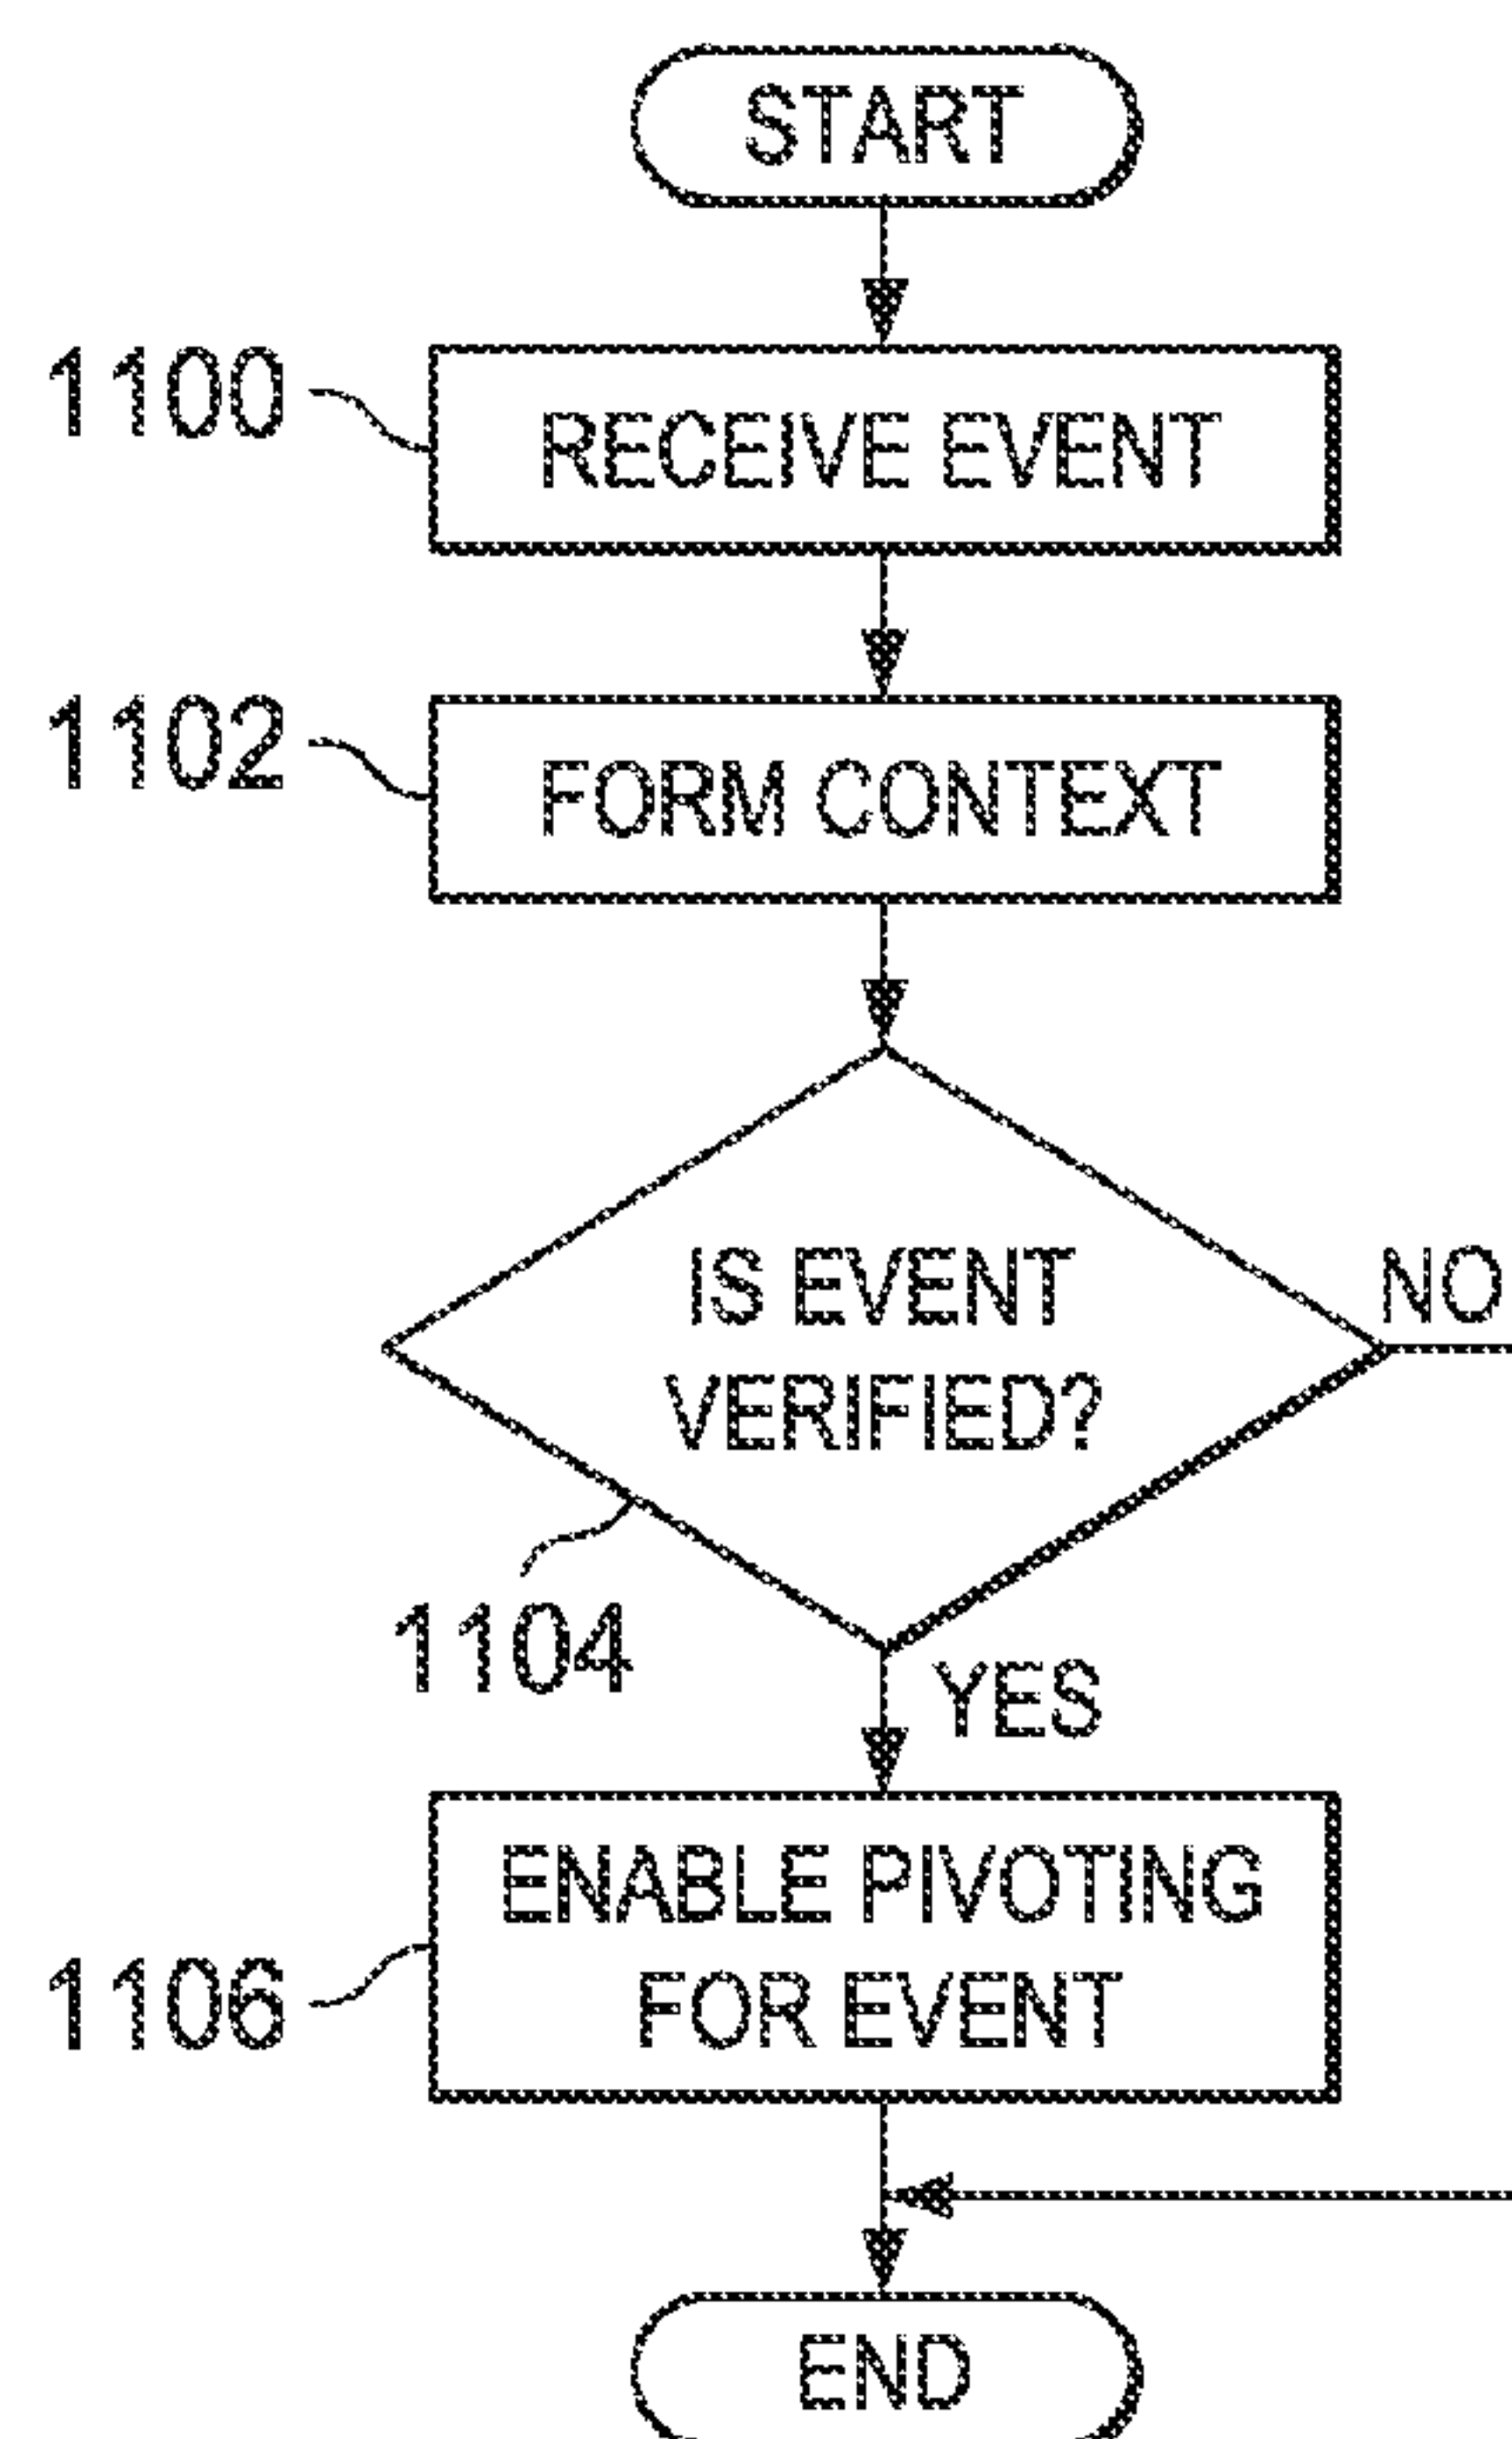 START
1100
RECEIVE EVENT
1102
FORM CONTEXT
IS EVENT
VERIFIED?
NO
1104
YES
ENABLE PIVOTING
FOR EVENT
1106
END